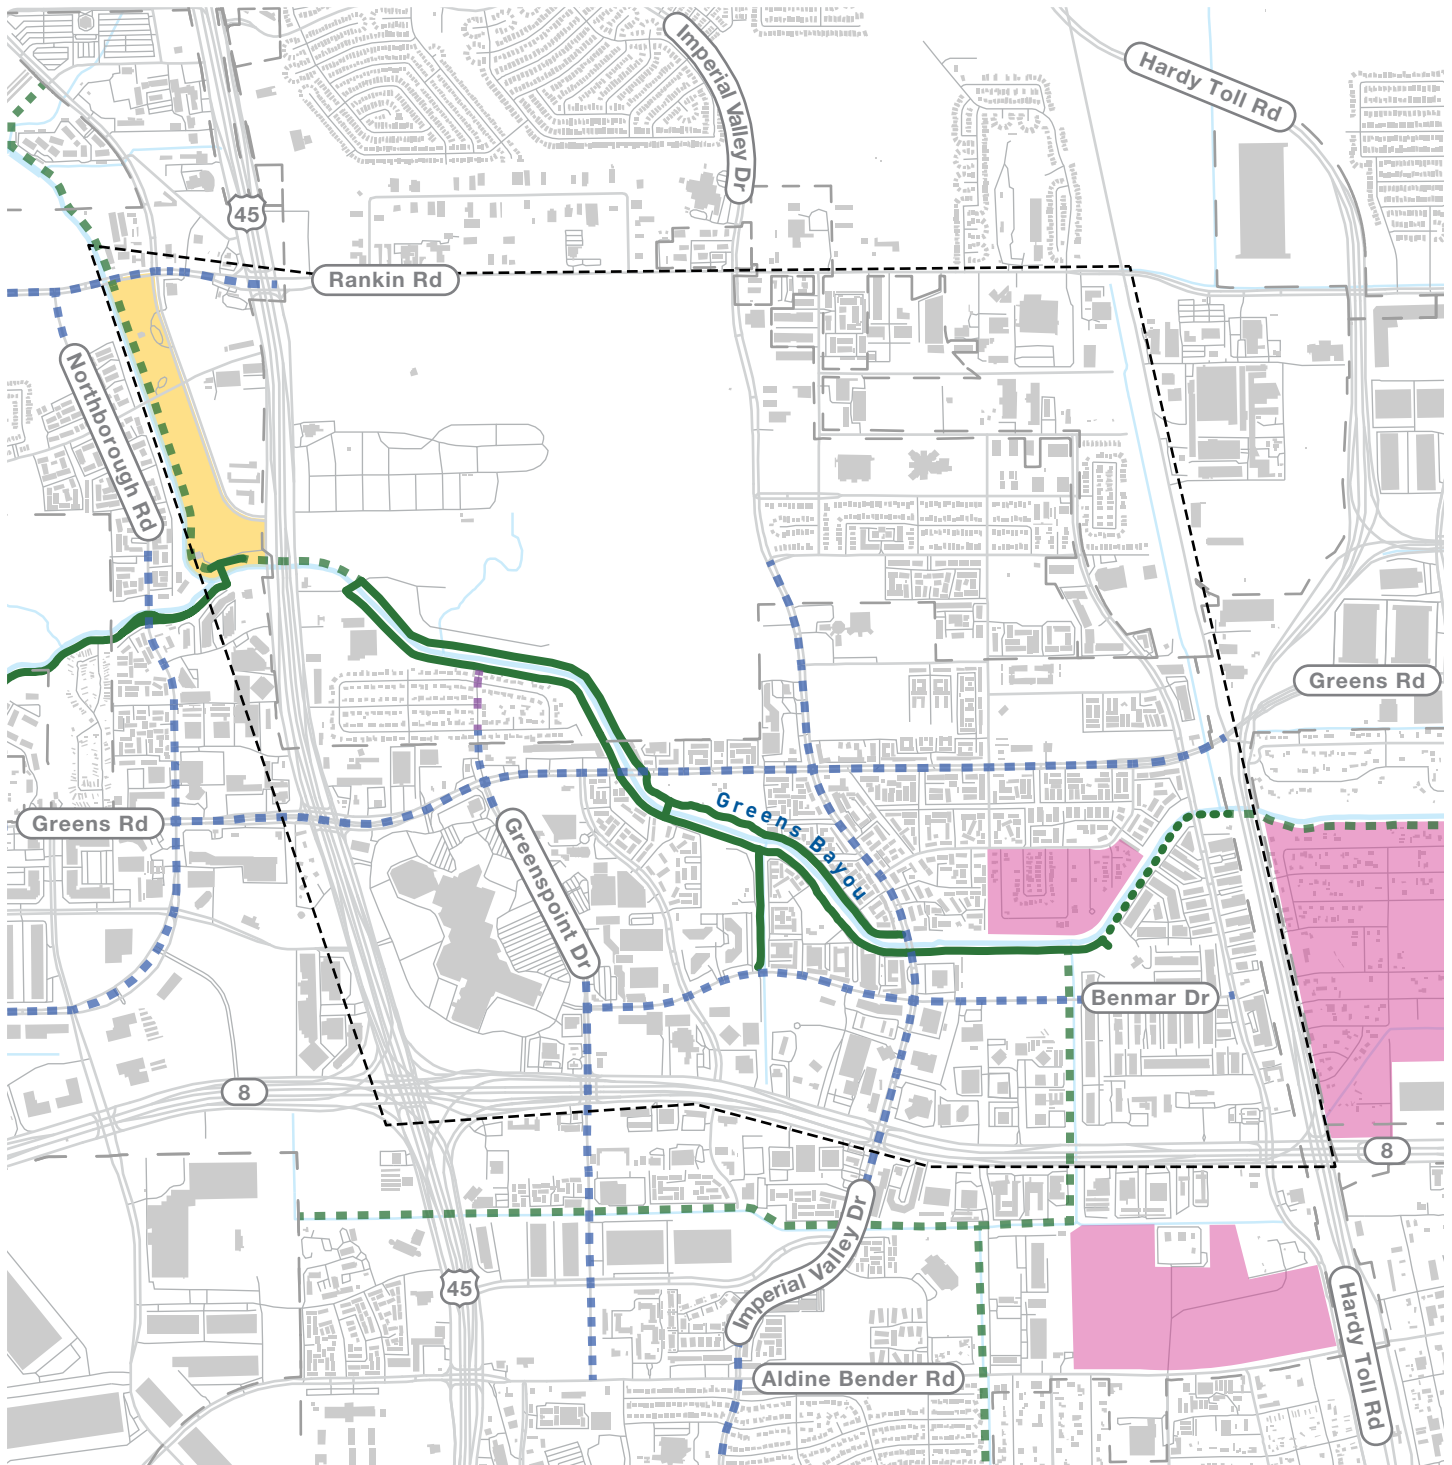 Imperial Valley Dr
Hardy Toll Rd
45
Rankin Rd
Northborough Rd
Greens Rd
Greens Bayou
Greens Rd
Greenspoint Dr
Benmar Dr
8
8
Imperial Valley Dr
45
Hardy Toll Rd
Aldine Bender Rd